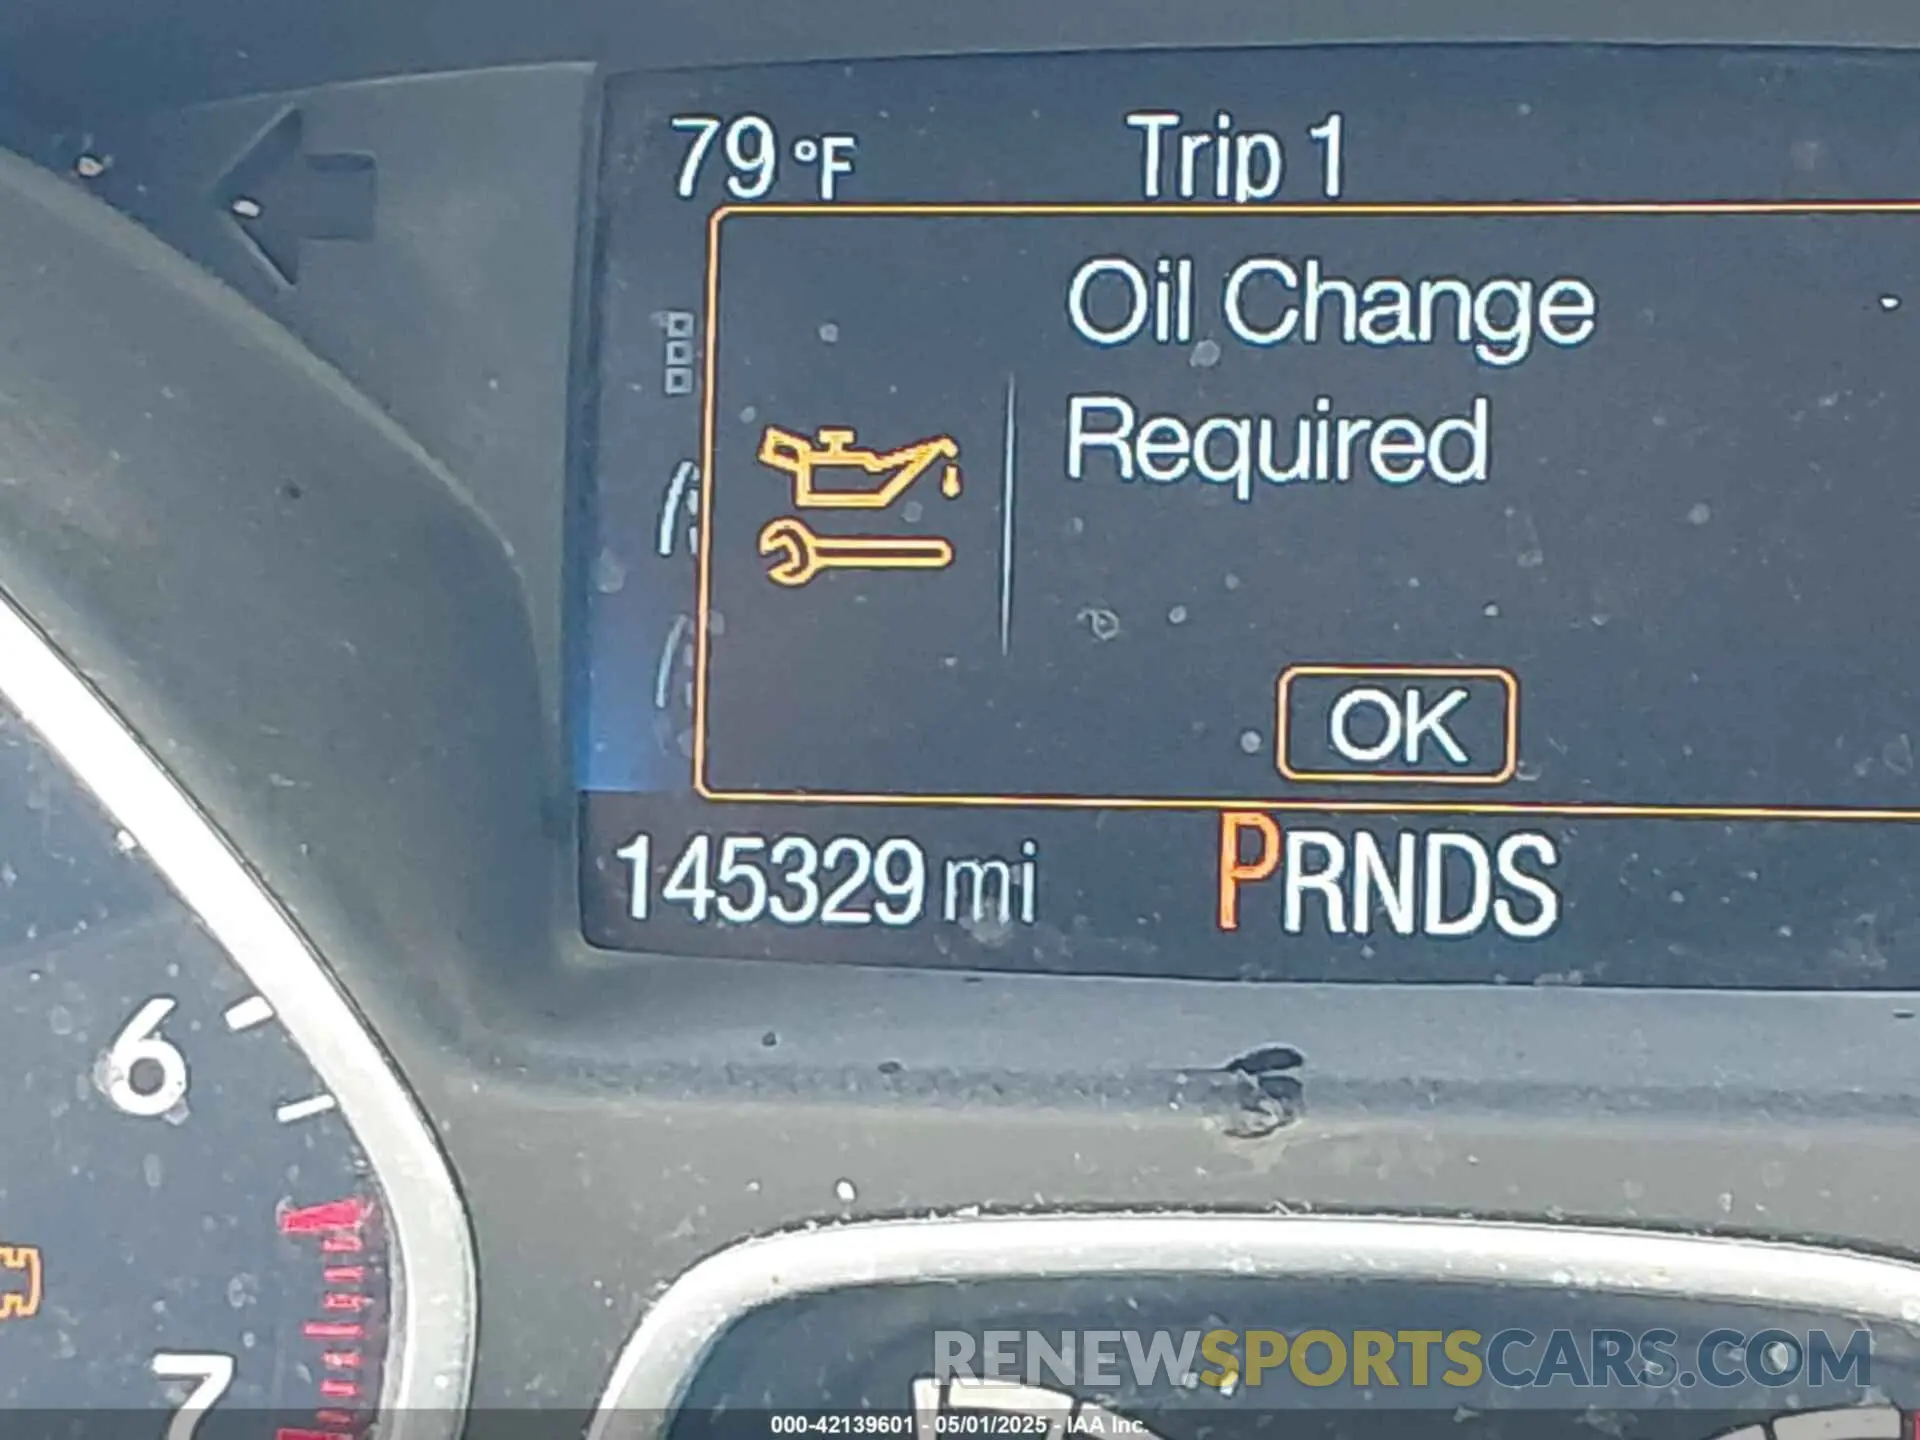 79 °F Trip 1
Oil Change
Required
OK
145329 mi PRNDS
6
7
RENEWSPORTSCARS.COM
000-42139601 - 05/01/2025 - IAA Inc.